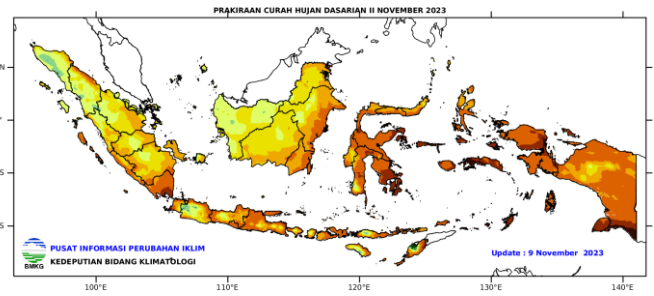 PRAKIRAAN CURAH HUJAN DASARIAN II NOVEMBER 2023
N
S
S
PUSAT INFORMASI PERUBAHAN IKLIM
KEDEPUTIAN BIDANG KLIMATOLOGI
BMKG
Update : 9 November 2023
100°E
110°E
120°E
130°E
140°E